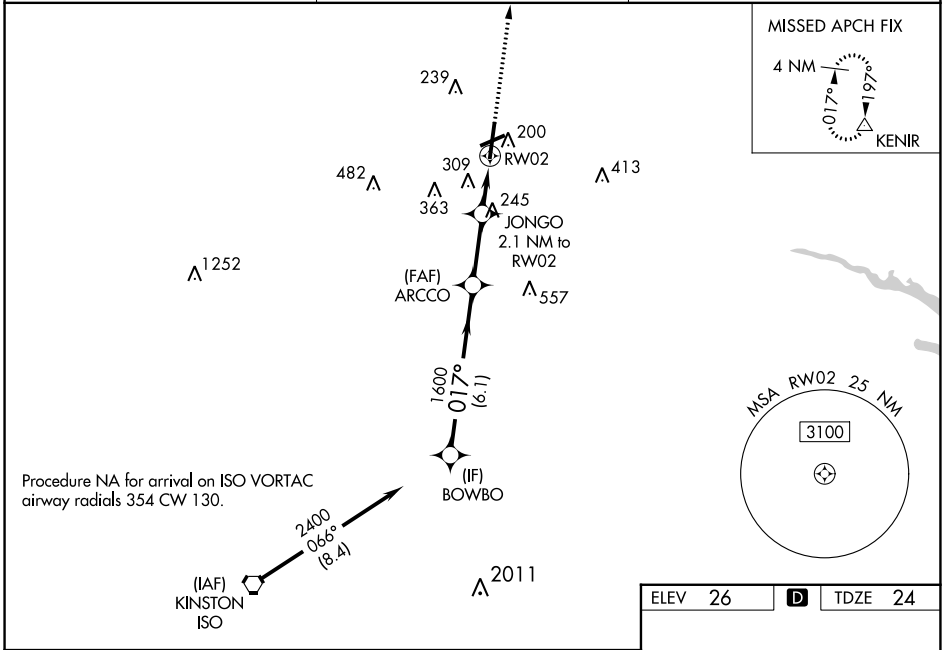 MISSED APCH FIX
4 NM
017°
197°
KENIR
239
200
RW02
309
482
363
413
245
JONGO
2.1 NM to
RW02
1252
(FAF)
ARCCO
557
1600
017°
(6.1)
MSA RW02 25 NM
3100
(IF)
BOWBO
Procedure NA for arrival on ISO VORTAC
airway radials 354 CW 130.
2400
066°
(8.4)
(IAF)
KINSTON
ISO
2011
ELEV 26
D
TDZE 24